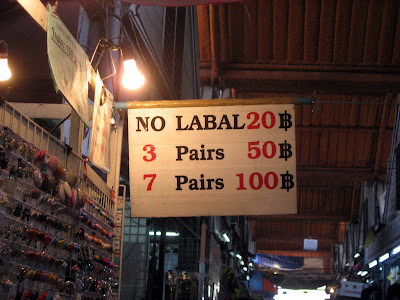 NO LABAL 20฿
3 Pairs 50฿
7 Pairs 100฿